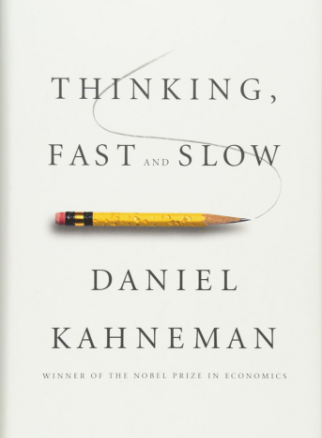 THINKING,
FAST AND SLOW
DANIEL
KAHNEMAN
WINNER OF THE NOBEL PRIZE IN ECONOMICS